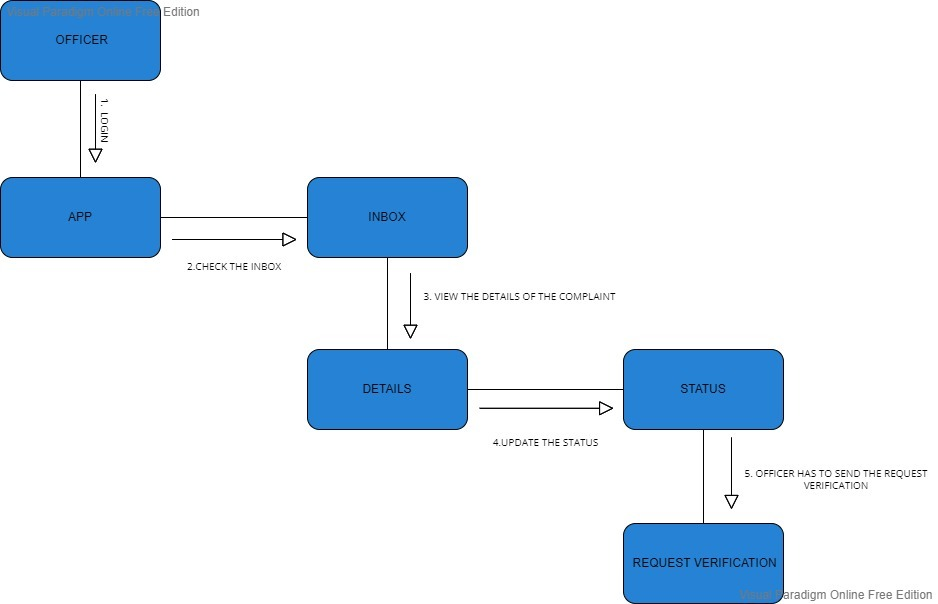 Visual Paradigm Online Free Edition
OFFICER
1. LOGIN
APP
INBOX
2.CHECK THE INBOX
3. VIEW THE DETAILS OF THE COMPLAINT
DETAILS
STATUS
4.UPDATE THE STATUS
5. OFFICER HAS TO SEND THE REQUEST
VERIFICATION
REQUEST VERIFICATION
Visual Paradigm Online Free Edition